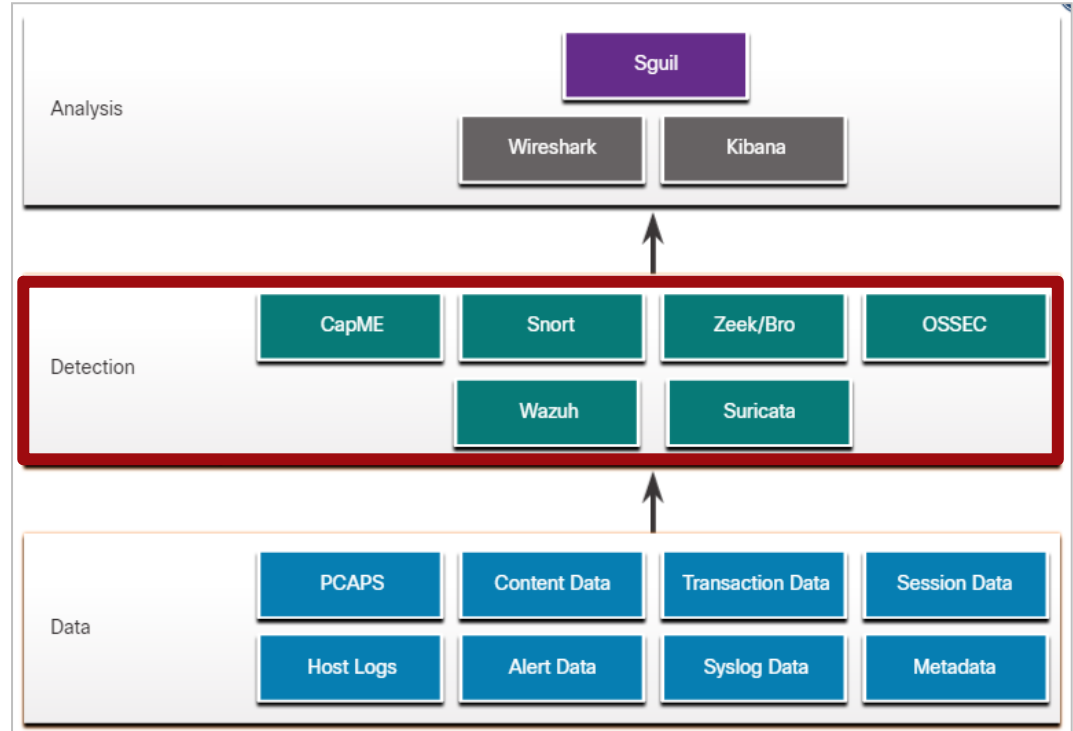 Sguil
Analysis
Wireshark Kibana
CapME Snort Zeek/Bro OSSEC
Detection
Wazuh Suricata
PCAPS Content Data Transaction Data Session Data
Data
Host Logs Alert Data Syslog Data Metadata